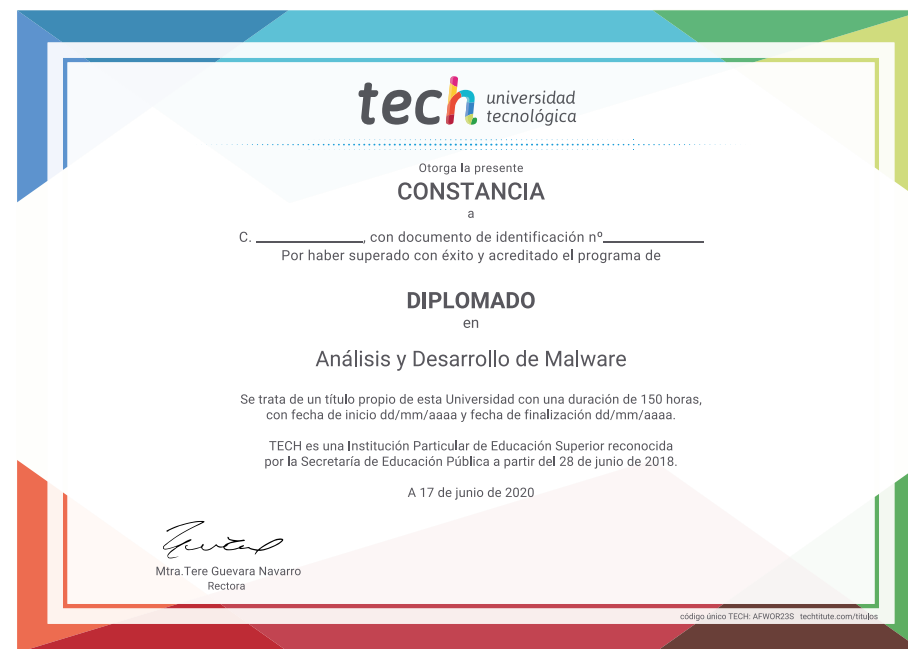 tech universidad
tecnológica
Otorga la presente
CONSTANCIA
a
C. ____________, con documento de identificación nº____________
Por haber superado con éxito y acreditado el programa de
DIPLOMADO
en
Análisis y Desarrollo de Malware
Se trata de un título propio de esta Universidad con una duración de 150 horas,
con fecha de inicio dd/mm/aaaa y fecha de finalización dd/mm/aaaa.
TECH es una Institución Particular de Educación Superior reconocida
por la Secretaría de Educación Pública a partir del 28 de junio de 2018.
A 17 de junio de 2020
Mtra.Tere Guevara Navarro
Rectora
código único TECH: AFWOR23S techtitute.com/titulos